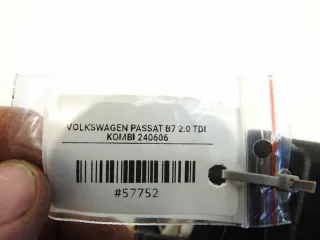 VOLKSWAGEN PASSAT B7 2.0 TDI
KOMBI 240606
#57752